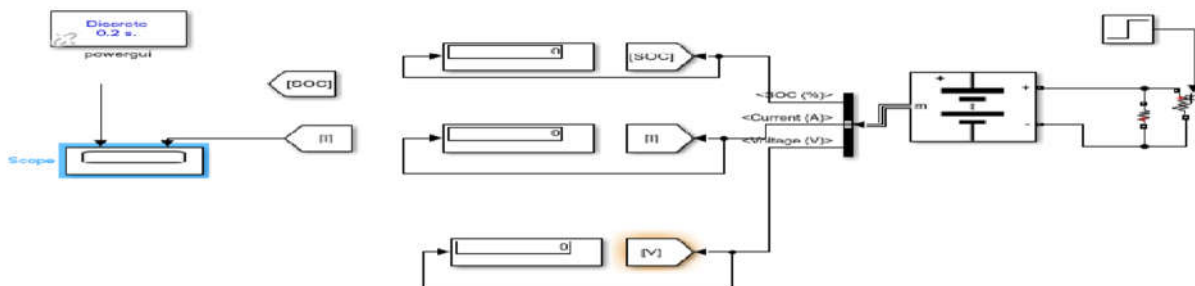 Discrete
0.2 s.
powergui
0
[SOC]
[SOC]
<SOC (%)>
+
+
m
<Current (A)>
0
[I]
[I]
<Voltage (V)>
-
Scope
0
[V]